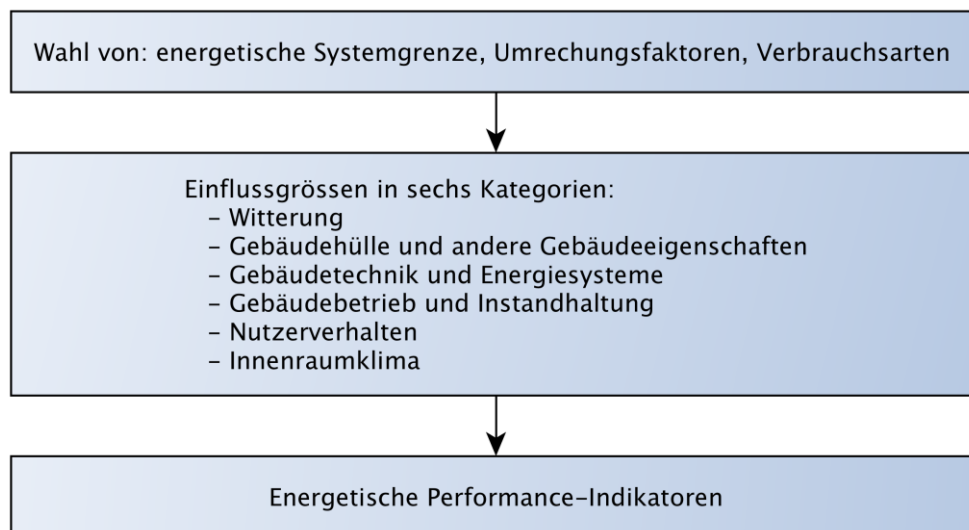 Wahl von: energetische Systemgrenze, Umrechungsfaktoren, Verbrauchsarten
Einflussgrössen in sechs Kategorien:
– Witterung
– Gebäudehülle und andere Gebäudeeigenschaften
– Gebäudetechnik und Energiesysteme
– Gebäudebetrieb und Instandhaltung
– Nutzerverhalten
– Innenraumklima
Energetische Performance–Indikatoren